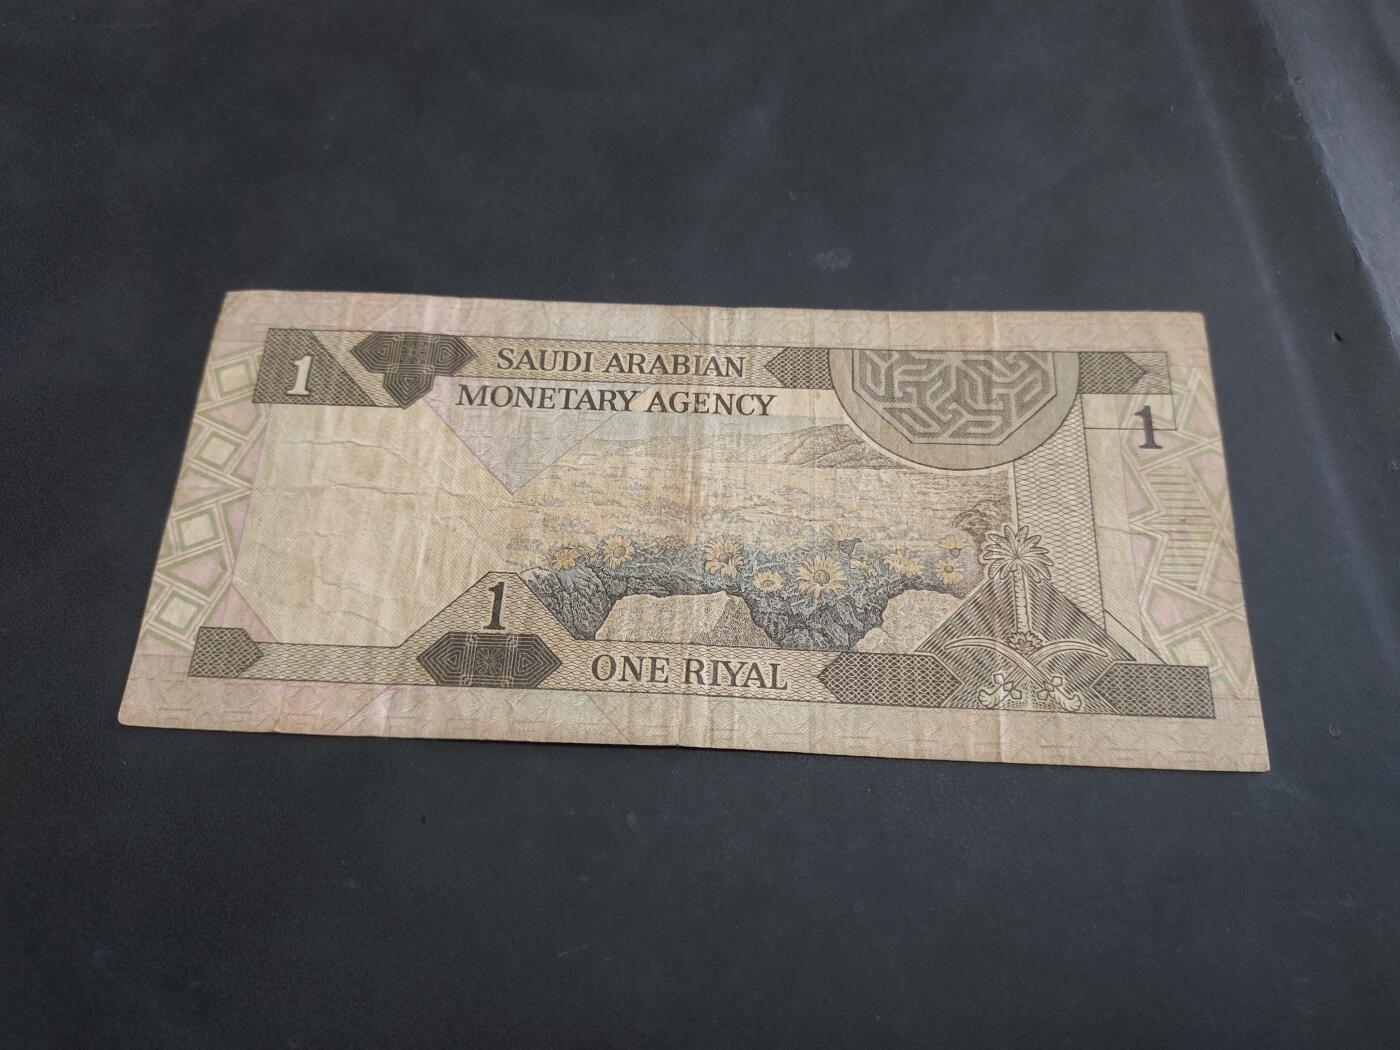 1
SAUDI ARABIAN
MONETARY AGENCY
1
1
ONE RIYAL